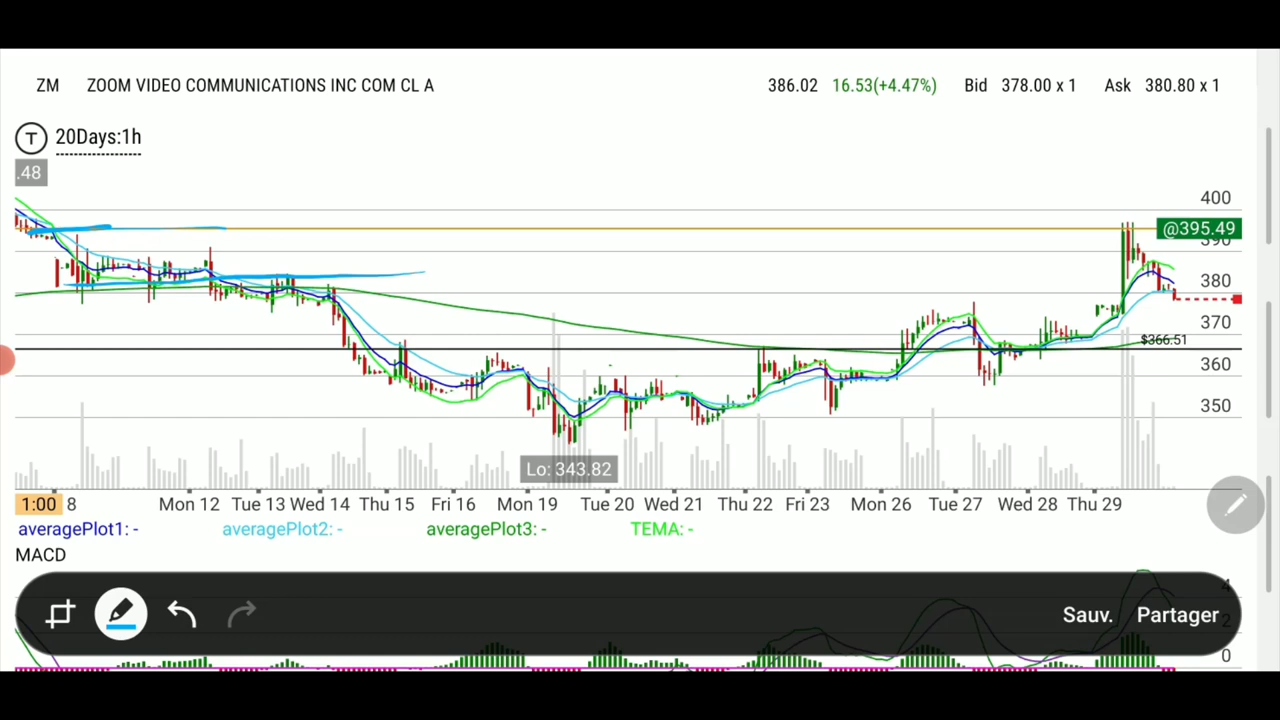 ZM ZOOM VIDEO COMMUNICATIONS INC COM CL A 386.02 16.53(+4.47%) Bid 378.00 x 1 Ask 380.80 x 1
T 20Days:1h
.48
400
@395.49
390
380
370
$366.51
360
350
Lo: 343.82
1:00 8 Mon 12 Tue 13 Wed 14 Thu 15 Fri 16 Mon 19 Tue 20 Wed 21 Thu 22 Fri 23 Mon 26 Tue 27 Wed 28 Thu 29
averagePlot1: - averagePlot2: - averagePlot3: - TEMA: -
MACD
4
Sauv. Partager
2
0